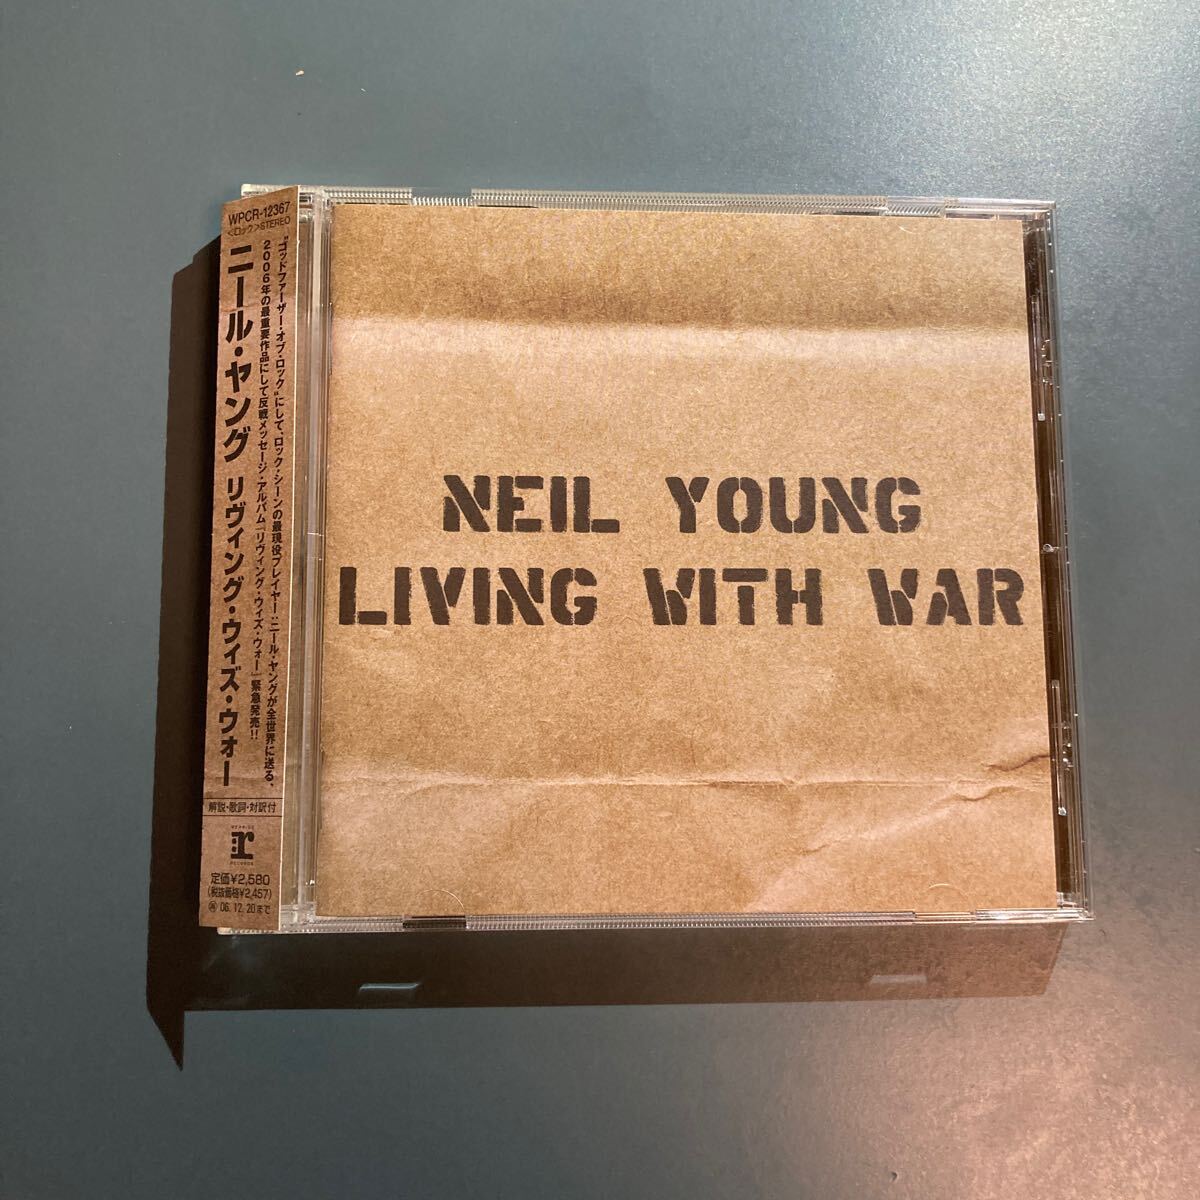 WPCR-12367
<ロック>STEREO
ニール・ヤング リヴィング・ウィズ・ウォー
“ゴッドファーザー・オブ・ロック”にして、ロック・シーンの最現役プレイヤー:ニール・ヤングが全世界に送る、
2006年の最重要作品にして反戦メッセージ・アルバム「リヴィング・ウィズ・ウォー」緊急発売!!
解説・歌詞・対訳付
r
RECORDS
定価¥2,580
(税抜価格¥2,457)
再 06.12.20まで
NEIL YOUNG
LIVING WITH WAR